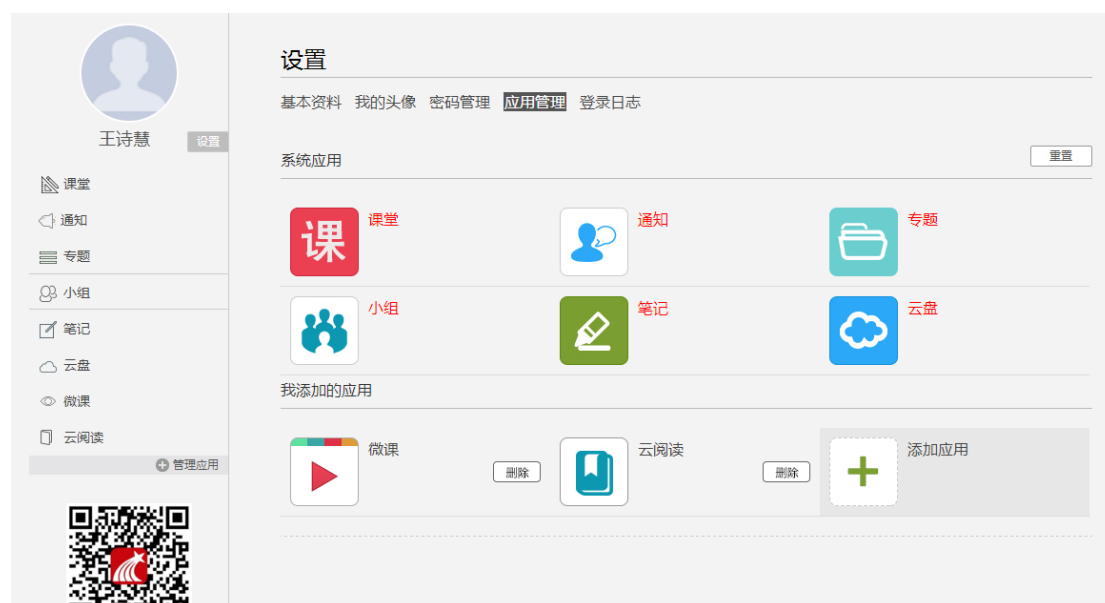 王诗慧
设置
课堂
通知
专题
小组
笔记
云盘
微课
云阅读
管理应用
设置
基本资料 我的头像 密码管理 应用管理 登录日志
系统应用
重置
课 课堂 通知 专题
小组 笔记 云盘
我添加的应用
微课 删除 云阅读 删除 添加应用